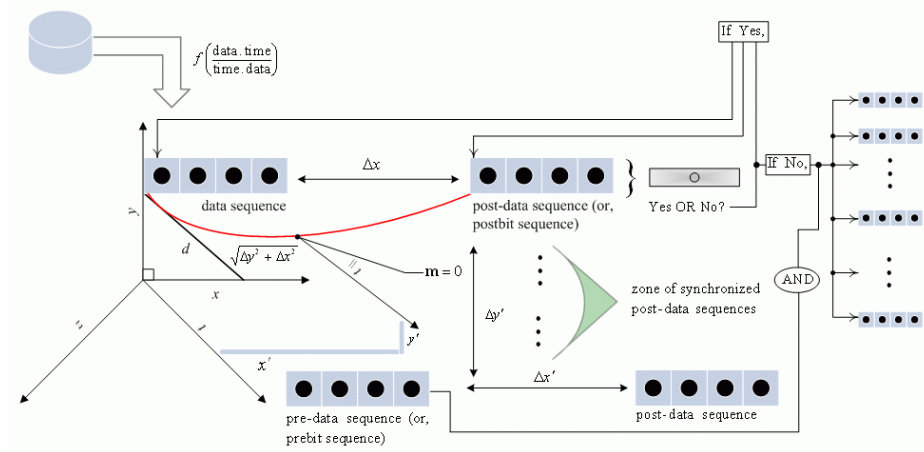 If Yes,
f(data.time/time.data)
Δx
If No,
data sequence
post-data sequence (or,
postbit sequence)
Yes OR No?
y
d
√Δy² + Δx²
m = 0
x
AND
zone of synchronized
post-data sequences
Δy′
y′
x′
Δx′
pre-data sequence (or,
prebit sequence)
post-data sequence